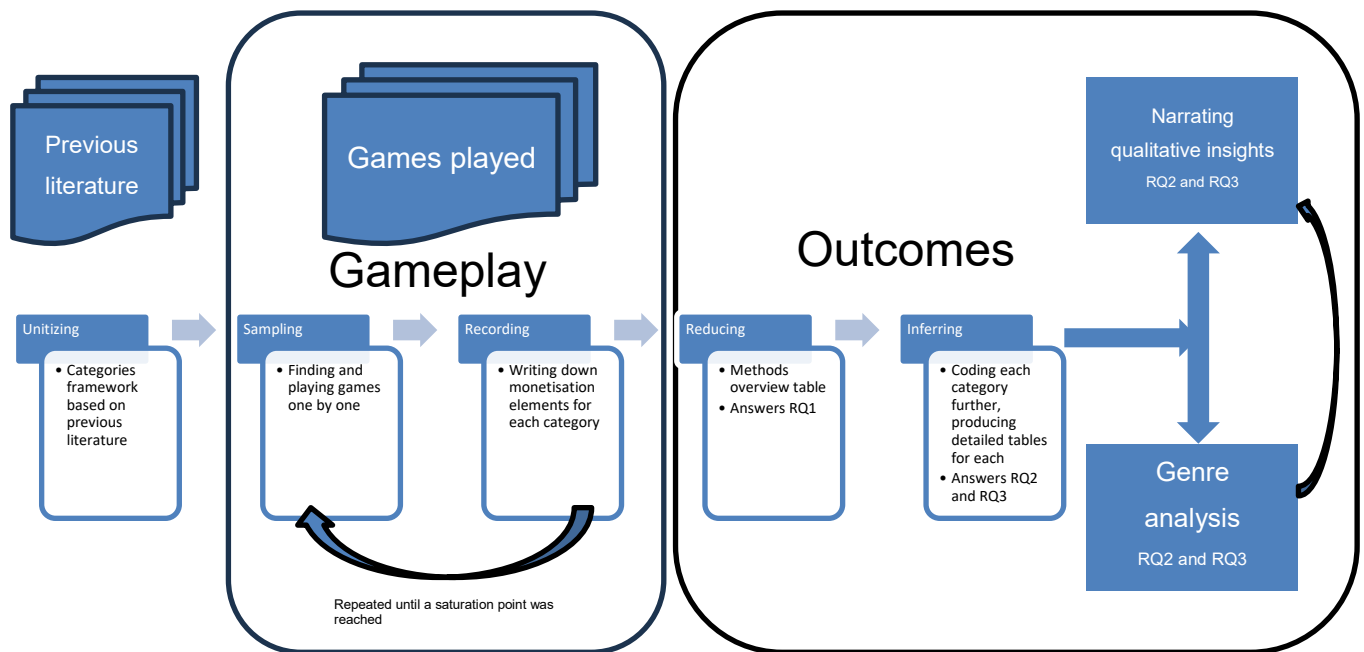 Previous
literature
Games played
Gameplay
Outcomes
Narrating
qualitative insights
RQ2 and RQ3
Unitizing
• Categories
framework
based on
previous
literature
Sampling
• Finding and
playing games
one by one
Recording
• Writing down
monetisation
elements for
each category
Reducing
• Methods
overview table
• Answers RQ1
Inferring
• Coding each
category
further,
producing
detailed tables
for each
• Answers RQ2
and RQ3
Genre
analysis
RQ2 and RQ3
Repeated until a saturation point was
reached